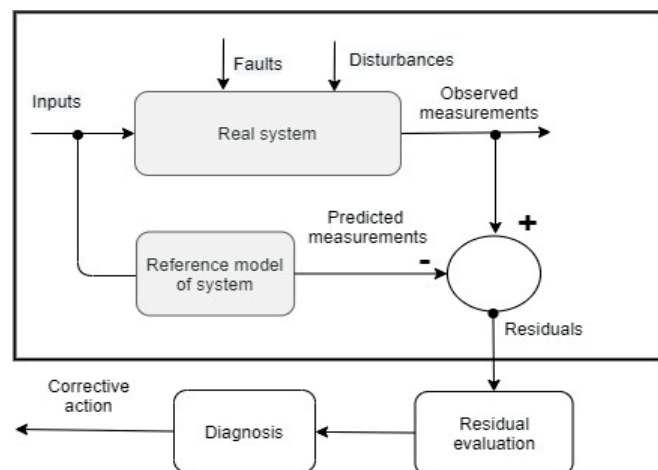 Faults
Disturbances
Inputs
Observed
measurements
Real system
+
Predicted
measurements
-
Reference model
of system
Residuals
Corrective
action
Diagnosis
Residual
evaluation